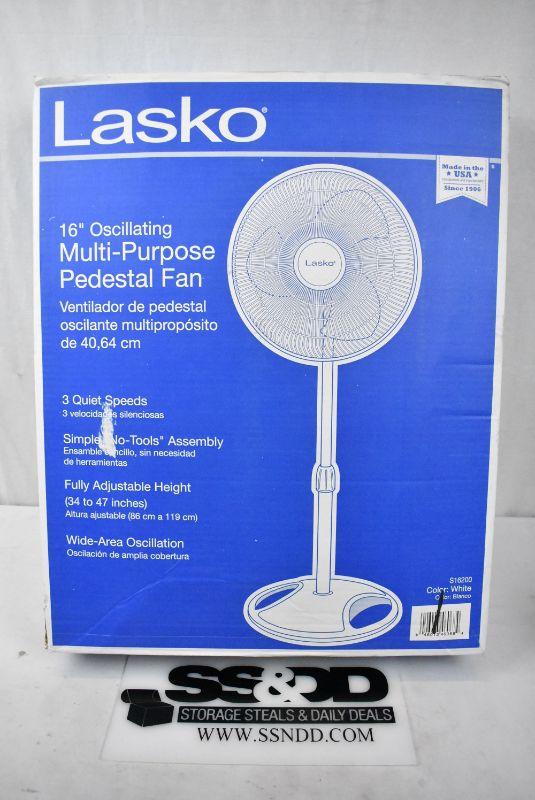 Lasko®
Made in the
USA
Since 1906
16" Oscillating
Multi-Purpose
Pedestal Fan
Ventilador de pedestal
oscilante multipropósito
de 40,64 cm
Lasko®
3 Quiet Speeds
3 velocidades silenciosas
Simple "No-Tools" Assembly
Ensamble sencillo, sin necesidad
de herramientas
Fully Adjustable Height
(34 to 47 inches)
Altura ajustable (86 cm a 119 cm)
Wide-Area Oscillation
Oscilación de amplia cobertura
S16200
Color: White
Color: Blanco
SS&DD
STORAGE STEALS & DAILY DEALS
WWW.SSNDD.COM